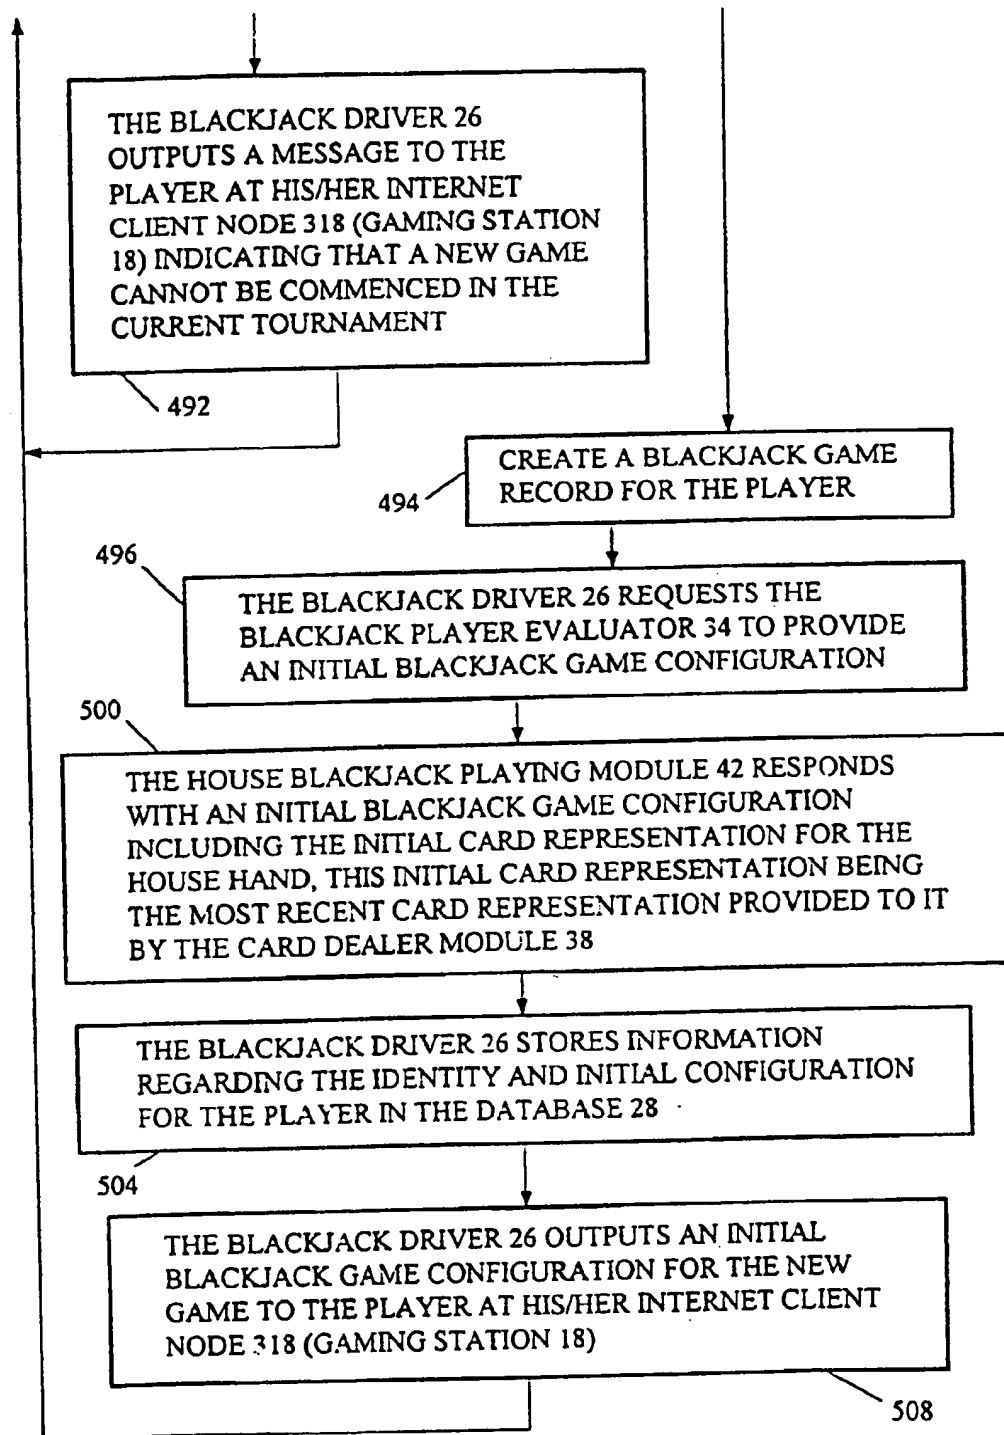 THE BLACKJACK DRIVER 26
OUTPUTS A MESSAGE TO THE
PLAYER AT HIS/HER INTERNET
CLIENT NODE 318 (GAMING STATION
18) INDICATING THAT A NEW GAME
CANNOT BE COMMENCED IN THE
CURRENT TOURNAMENT
492
CREATE A BLACKJACK GAME
RECORD FOR THE PLAYER
494
496
THE BLACKJACK DRIVER 26 REQUESTS THE
BLACKJACK PLAYER EVALUATOR 34 TO PROVIDE
AN INITIAL BLACKJACK GAME CONFIGURATION
500
THE HOUSE BLACKJACK PLAYING MODULE 42 RESPONDS
WITH AN INITIAL BLACKJACK GAME CONFIGURATION
INCLUDING THE INITIAL CARD REPRESENTATION FOR THE
HOUSE HAND, THIS INITIAL CARD REPRESENTATION BEING
THE MOST RECENT CARD REPRESENTATION PROVIDED TO IT
BY THE CARD DEALER MODULE 38
THE BLACKJACK DRIVER 26 STORES INFORMATION
REGARDING THE IDENTITY AND INITIAL CONFIGURATION
FOR THE PLAYER IN THE DATABASE 28
504
THE BLACKJACK DRIVER 26 OUTPUTS AN INITIAL
BLACKJACK GAME CONFIGURATION FOR THE NEW
GAME TO THE PLAYER AT HIS/HER INTERNET CLIENT
NODE 318 (GAMING STATION 18)
508